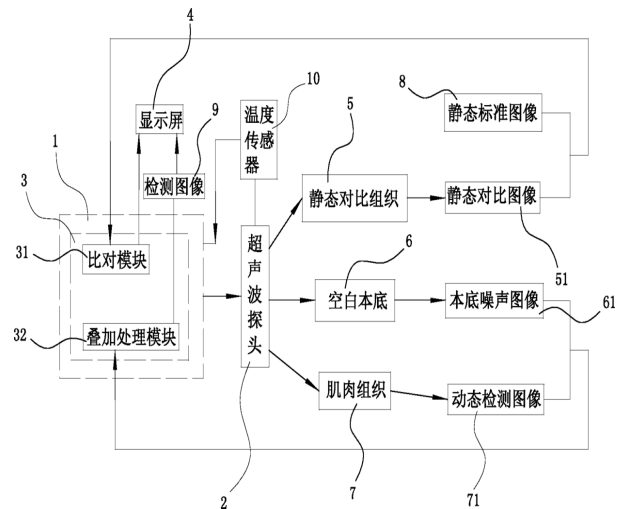 4
显示屏
9
检测图像
10
温度
传感
器
5
静态对比组织
8
静态标准图像
静态对比图像
51
1
3
31
比对模块
32
叠加处理模块
超
声
波
探
头
2
6
空白本底
本底噪声图像
61
肌肉组织
7
动态检测图像
71